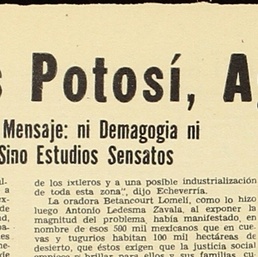 s Potosí, A
Mensaje: ni Demagogia ni
Sino Estudios Sensatos
de los ixtleros y a una posible industrialización
de toda esta zona", dijo Echeverría.
La oradora Betancourt Lomelí, como lo hizo
luego Antonio Ledesma Zavala, al exponer la
magnitud del problema, había manifestado, en
nombre de esos 500 mil mexicanos que en cue-
vas y tugurios habitan 100 mil hectáreas de
desierto, que éstos exigen que la justicia social